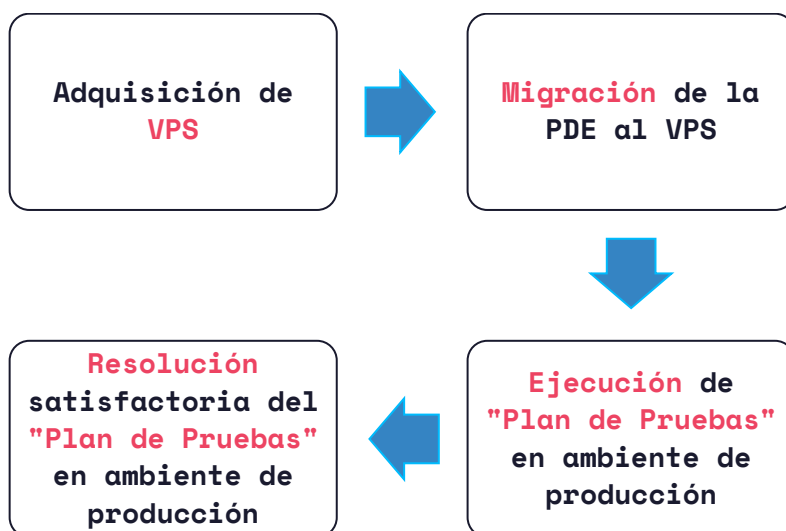 Adquisición de
VPS
Migración de la
PDE al VPS
Ejecución de
"Plan de Pruebas"
en ambiente de
producción
Resolución
satisfactoria del
"Plan de Pruebas"
en ambiente de
producción